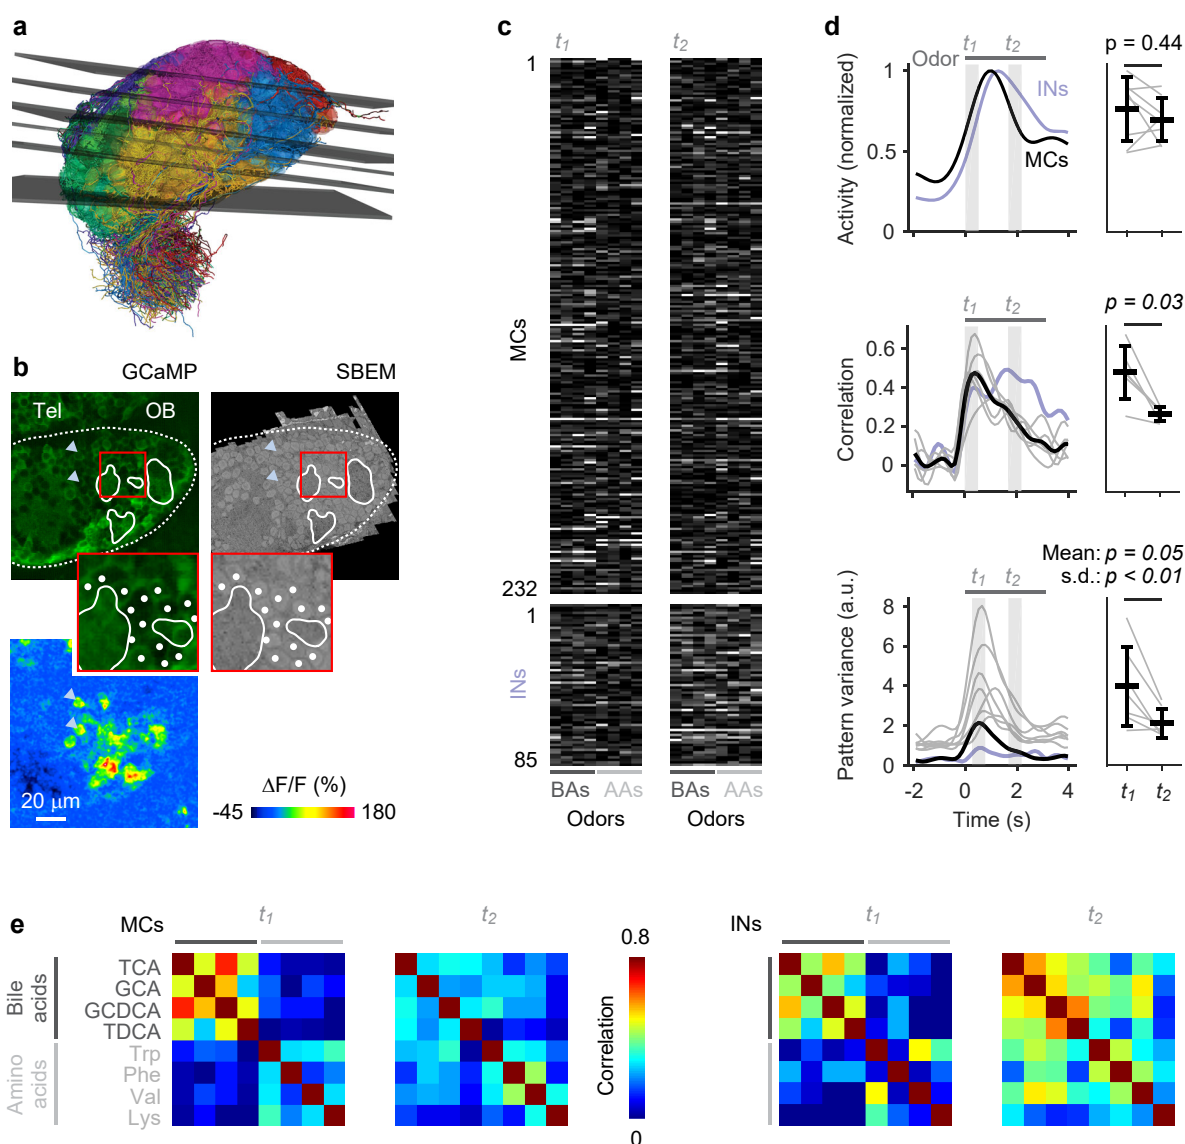 a
b
GCaMP
SBEM
Tel
OB
20 μm
ΔF/F (%)
-45
180
c
t1
t2
1
MCs
232
1
INs
85
BAs
AAs
BAs
AAs
Odors
Odors
d
t1
t2
Odor
p = 0.44
1
0.5
0
Activity (normalized)
INs
MCs
t1
t2
p = 0.03
0.6
0.4
0.2
0
Correlation
Mean: p = 0.05
s.d.: p < 0.01
t1
t2
8
6
4
2
0
Pattern variance (a.u.)
-2
0
2
4
Time (s)
t1
t2
e
MCs
t1
t2
Bile
acids
TCA
GCA
GCDCA
TDCA
Amino
acids
Trp
Phe
Val
Lys
0.8
Correlation
0
INs
t1
t2